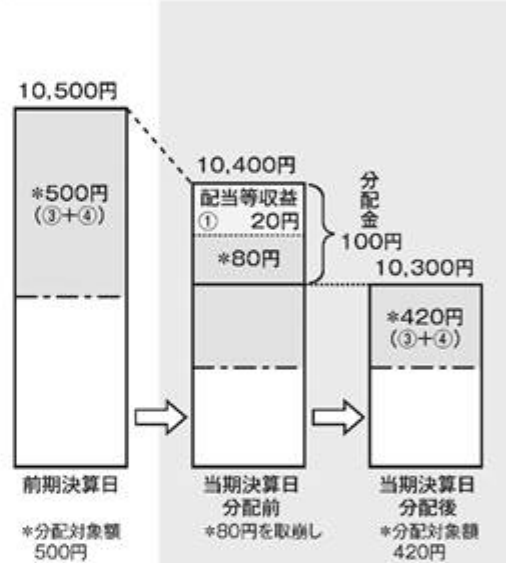 10,500円
*500円
(③+④)
前期決算日
*分配対象額
500円
10,400円
配当等収益
① 20円
*80円
分配金
100円
当期決算日
分配前
*80円を取崩し
10,300円
*420円
(③+④)
当期決算日
分配後
*分配対象額
420円